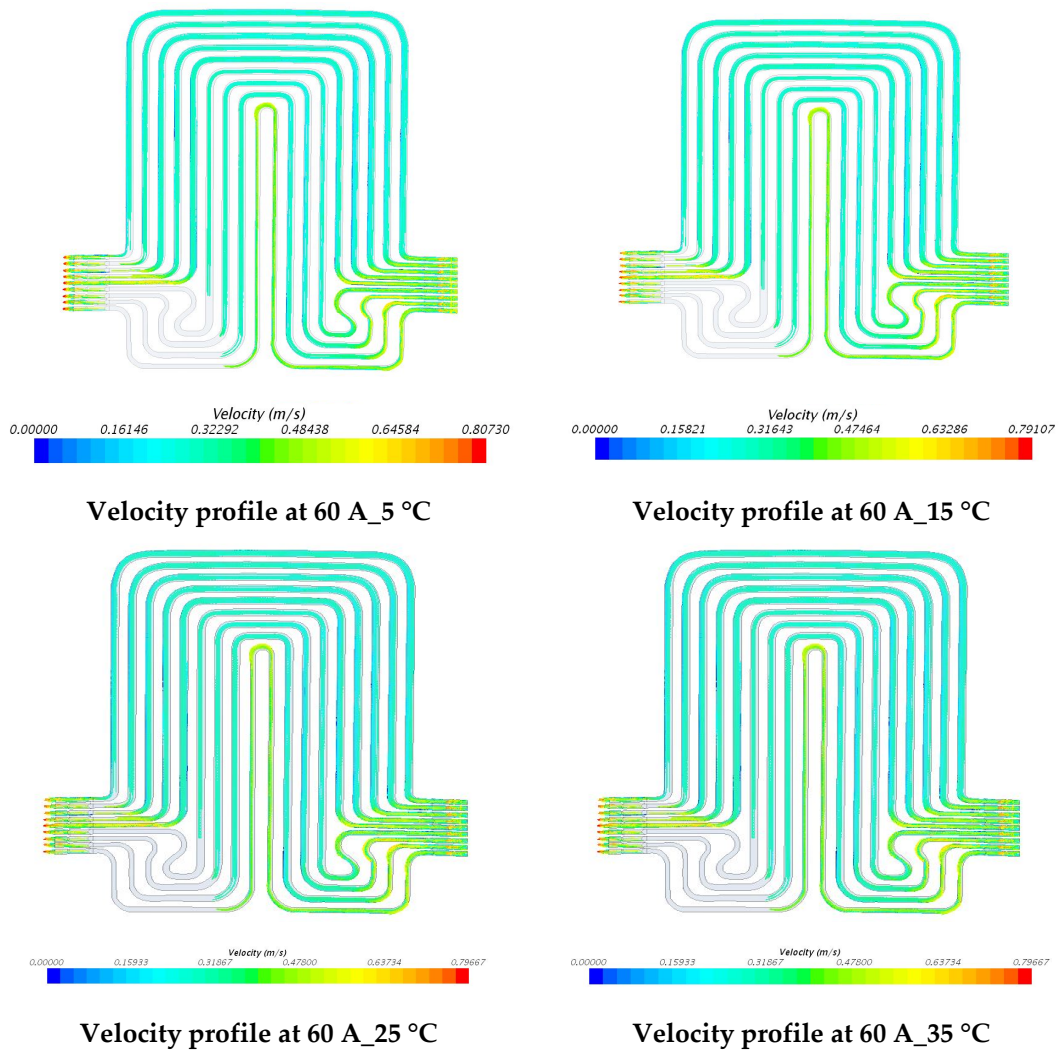 Velocity (m/s)
0.00000 0.16146 0.32292 0.48438 0.64584 0.80730
Velocity profile at 60 A_5 °C
Velocity (m/s)
0.00000 0.15821 0.31643 0.47464 0.63286 0.79107
Velocity profile at 60 A_15 °C
Velocity (m/s)
0.00000 0.15933 0.31867 0.47800 0.63734 0.79667
Velocity profile at 60 A_25 °C
Velocity (m/s)
0.00000 0.15933 0.31867 0.47800 0.63734 0.79667
Velocity profile at 60 A_35 °C